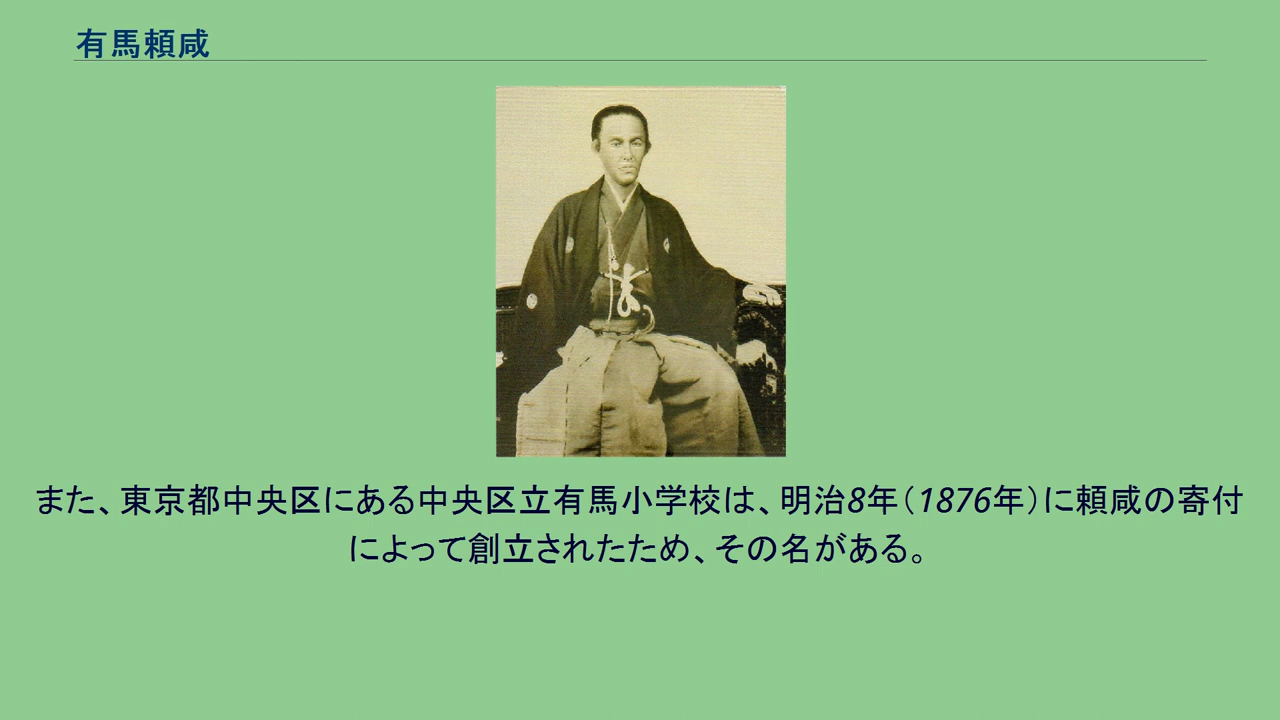 有馬頼咸
また、東京都中央区にある中央区立有馬小学校は、明治8年（1876年）に頼咸の寄付
によって創立されたため、その名がある。